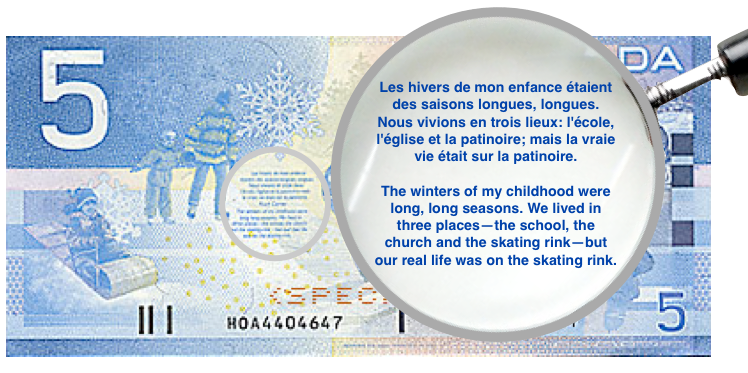 5
DA
Les hivers de mon enfance étaient
des saisons longues, longues.
Nous vivions en trois lieux: l'école,
l'église et la patinoire; mais la vraie
vie était sur la patinoire.
The winters of my childhood were
long, long seasons. We lived in
three places—the school, the
church and the skating rink—but
our real life was on the skating rink.
<SPEC
HOA4404647
5